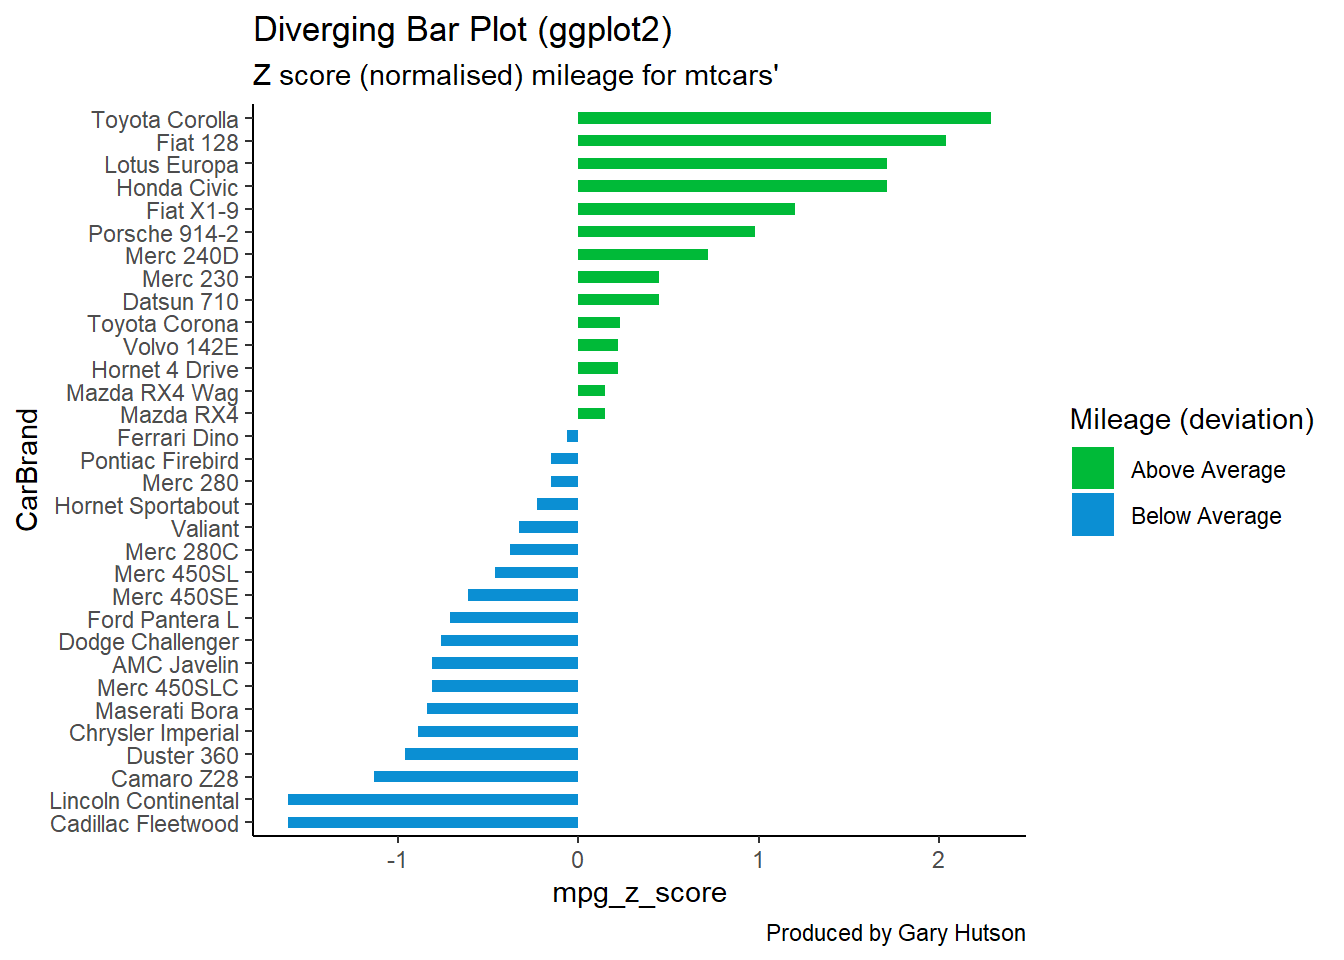 Diverging Bar Plot (ggplot2)
Z score (normalised) mileage for mtcars'
Toyota Corolla
Fiat 128
Lotus Europa
Honda Civic
Fiat X1-9
Porsche 914-2
Merc 240D
Merc 230
Datsun 710
Toyota Corona
Volvo 142E
Hornet 4 Drive
Mazda RX4 Wag
Mazda RX4
Ferrari Dino
Pontiac Firebird
Merc 280
Hornet Sportabout
Valiant
Merc 280C
Merc 450SL
Merc 450SE
Ford Pantera L
Dodge Challenger
AMC Javelin
Merc 450SLC
Maserati Bora
Chrysler Imperial
Duster 360
Camaro Z28
Lincoln Continental
Cadillac Fleetwood
CarBrand
-1 0 1 2
mpg_z_score
Mileage (deviation)
Above Average
Below Average
Produced by Gary Hutson